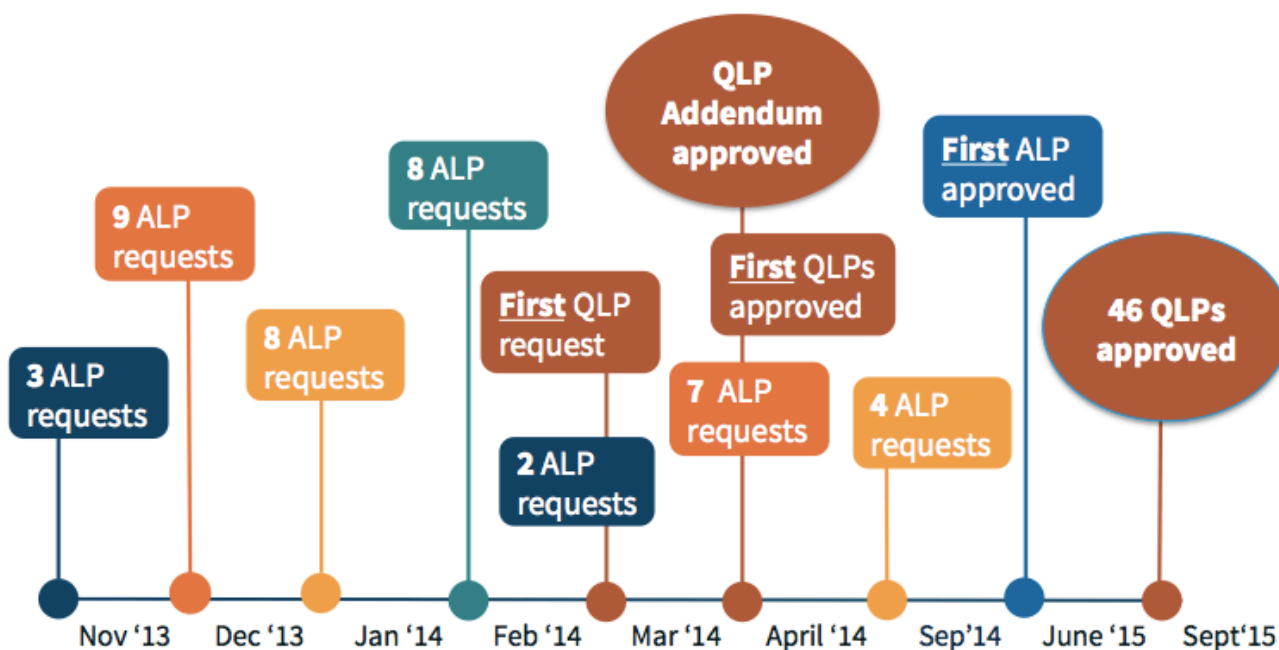 3 ALP
requests
9 ALP
requests
8 ALP
requests
8 ALP
requests
First QLP
request
2 ALP
requests
QLP
Addendum
approved
First QLPs
approved
7 ALP
requests
4 ALP
requests
First ALP
approved
46 QLPs
approved
Nov ‘13
Dec ‘13
Jan ‘14
Feb ‘14
Mar ‘14
April ‘14
Sep’14
June ‘15
Sept‘15